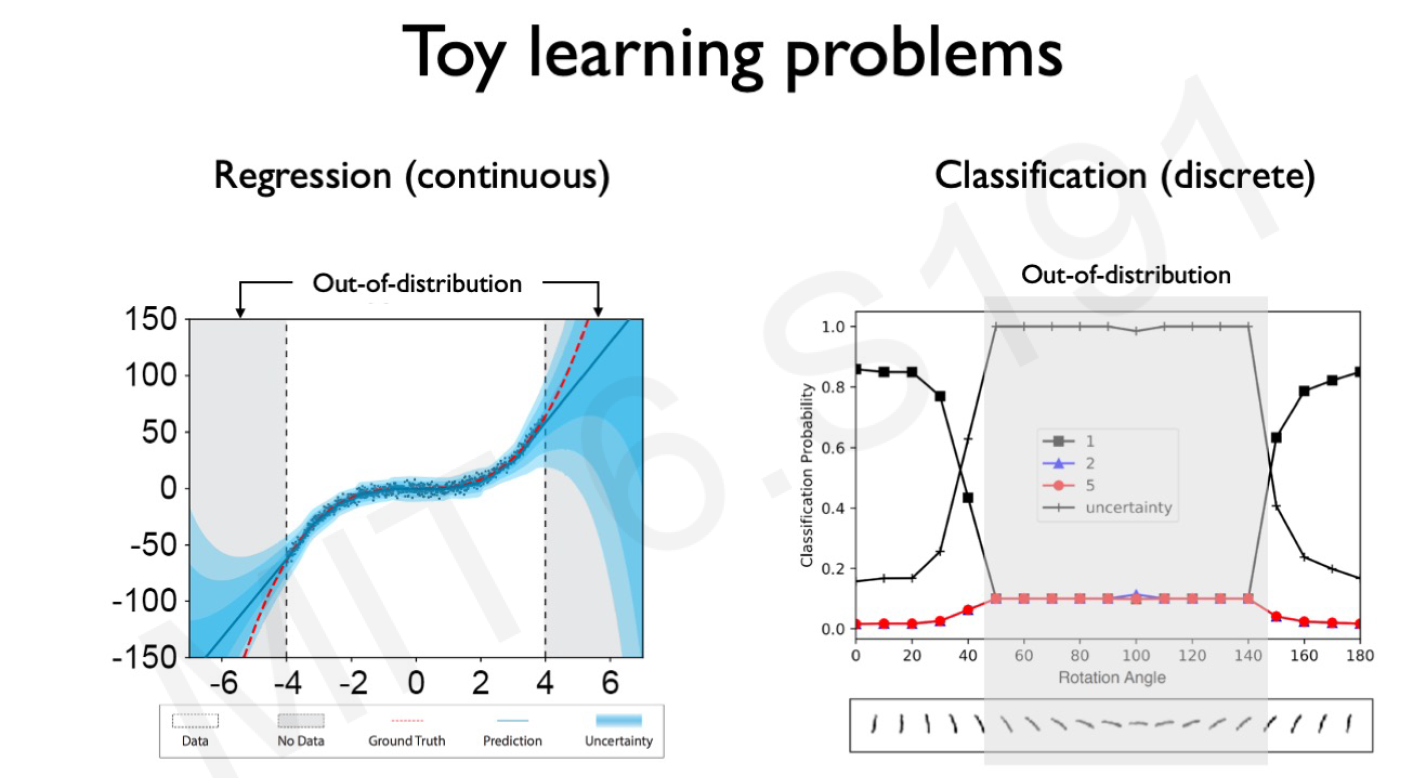 Toy learning problems
Regression (continuous)
Out-of-distribution
150
100
50
0
-50
-100
-150
-6 -4 -2 0 2 4 6
Data No Data Ground Truth Prediction Uncertainty
Classification (discrete)
Out-of-distribution
Classification Probability
1.0
0.8
0.6
0.4
0.2
0.0
1
2
5
uncertainty
0 20 40 60 80 100 120 140 160 180
Rotation Angle
MIT 6.S191